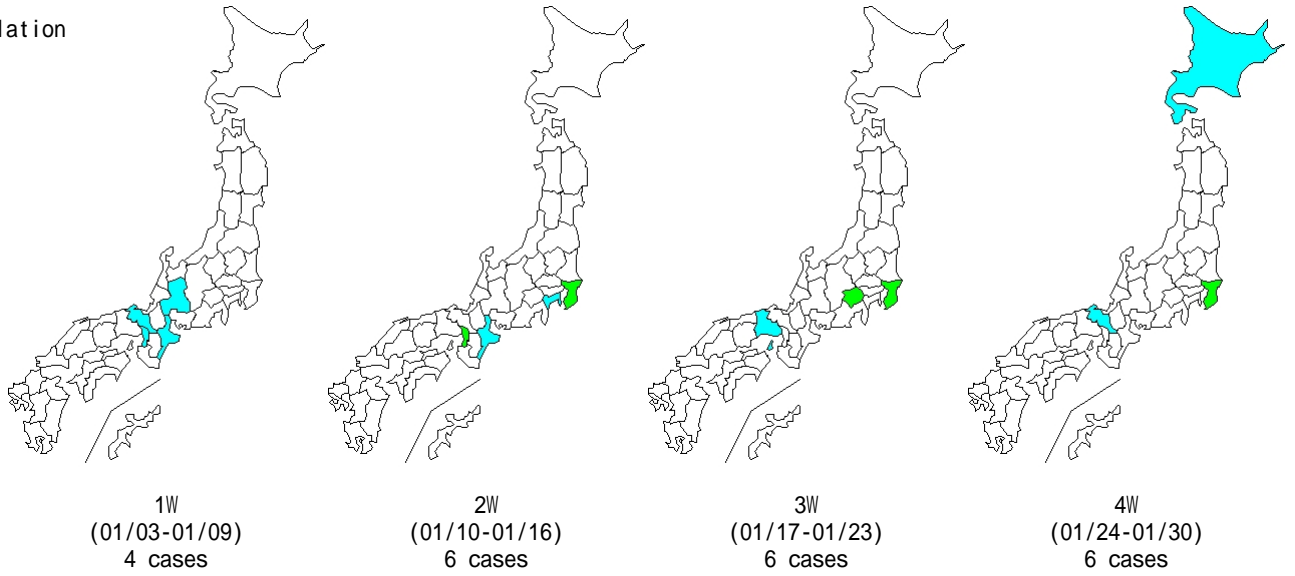 1W
(01/03-01/09)
4 cases
2W
(01/10-01/16)
6 cases
3W
(01/17-01/23)
6 cases
4W
(01/24-01/30)
6 cases